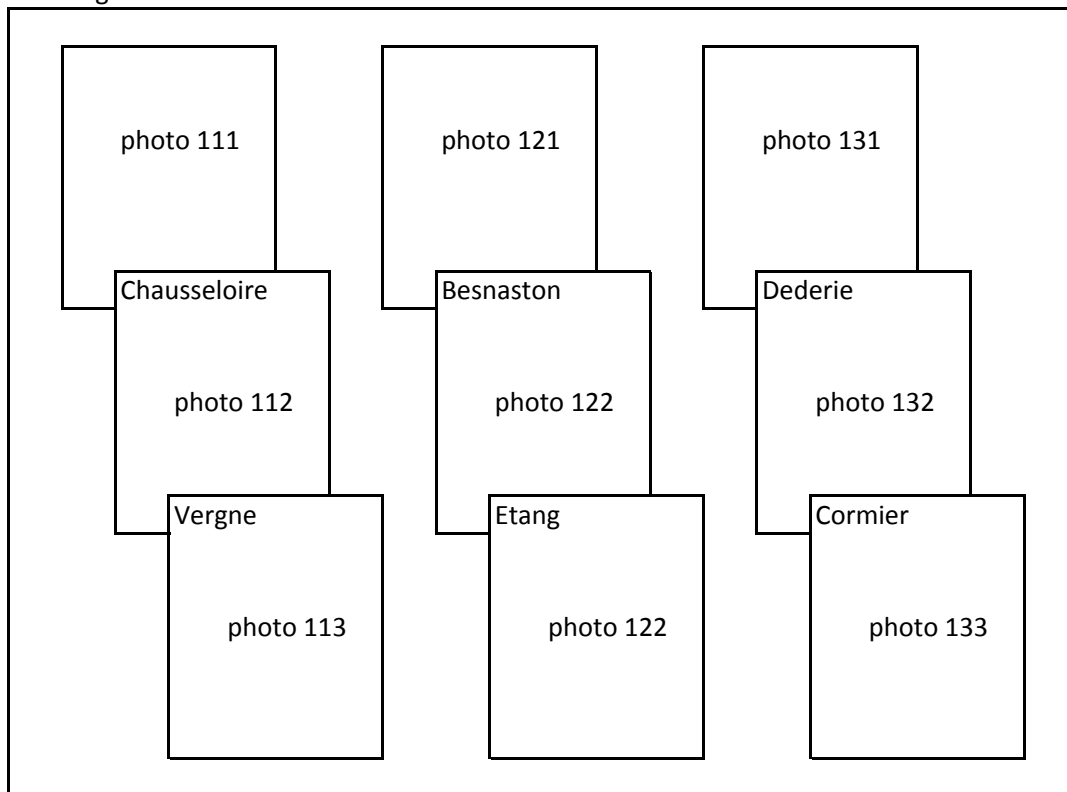 photo 111
photo 121
photo 131
Chausseloire
Besnaston
Dederie
photo 112
photo 122
photo 132
Vergne
Etang
Cormier
photo 113
photo 122
photo 133